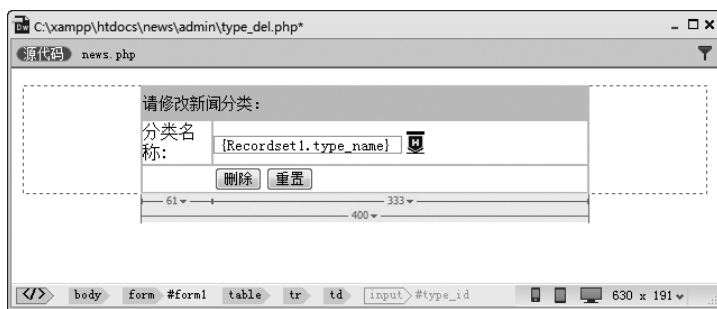 Dw C:\xampp\htdocs\news\admin\type_del.php*
源代码 news.php
请修改新闻分类：
分类名称: {Recordset1.type_name} H
删除 重置
61 333
400
</> body form #form1 table tr td input #type_id 630 x 191